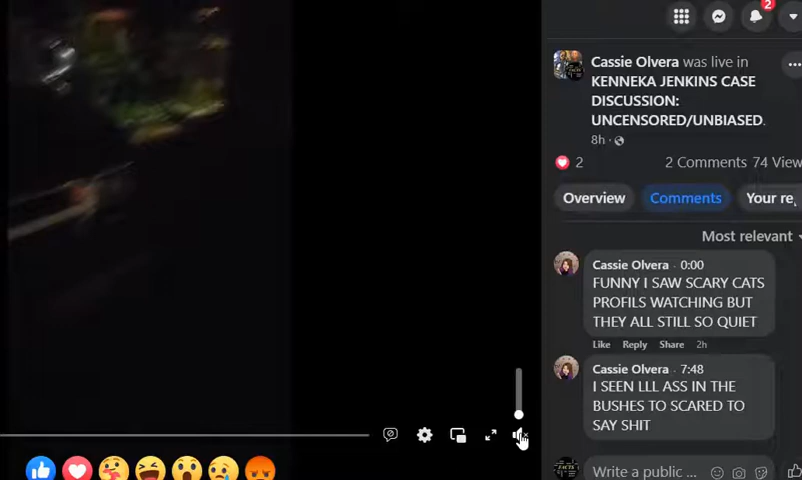 2
Cassie Olvera was live in
KENNEKA JENKINS CASE
DISCUSSION:
UNCENSORED/UNBIASED.
8h
2 2 Comments 74 View
Overview Comments Your re
Most relevant
Cassie Olvera · 0:00
FUNNY I SAW SCARY CATS
PROFILS WATCHING BUT
THEY ALL STILL SO QUIET
Like Reply Share 2h
Cassie Olvera · 7:48
I SEEN LLL ASS IN THE
BUSHES TO SCARED TO
SAY SHIT
FACTS
Write a public ...